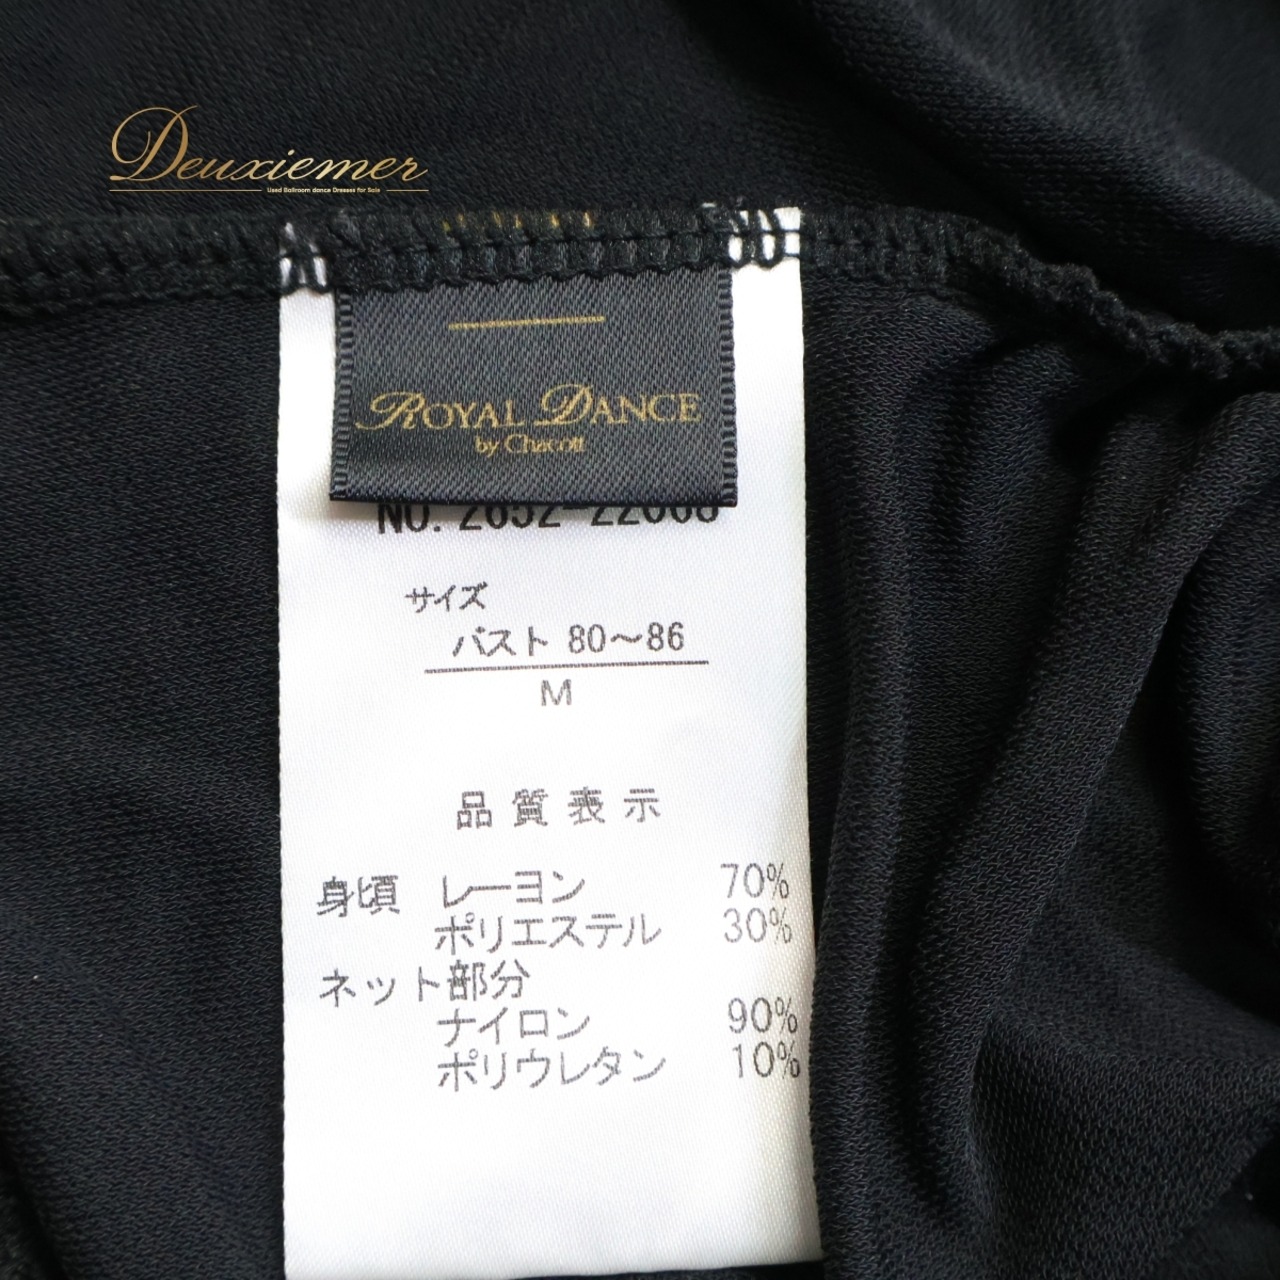 Deuxiemer
Used Ballroom dance Dresses for Sale
ROYAL DANCE
by Chacott
サイズ
バスト 80～86
M
品質表示
身頃 レーヨン 70%
ポリエステル 30%
ネット部分
ナイロン 90%
ポリウレタン 10%